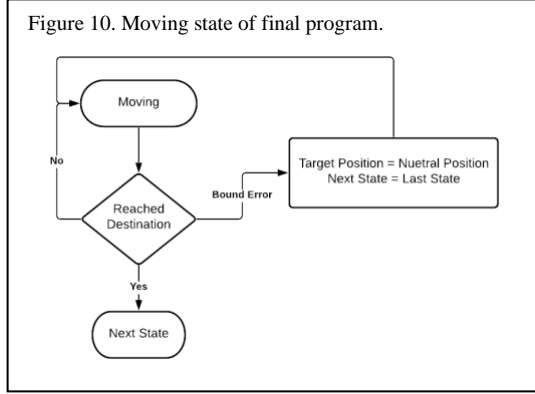 Figure 10. Moving state of final program.
Moving
No
Target Position = Nuetral Position
Next State = Last State
Bound Error
Reached
Destination
Yes
Next State